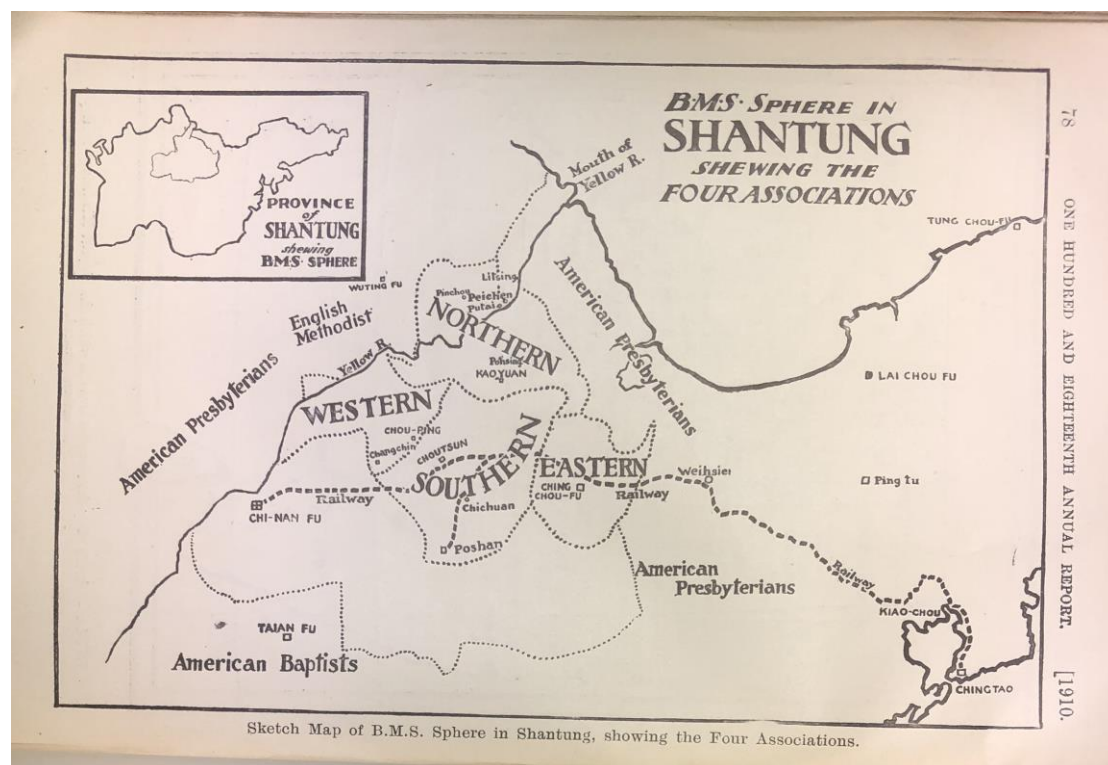 B·M·S· SPHERE IN
SHANTUNG
SHEWING THE
FOUR ASSOCIATIONS
PROVINCE
of
SHANTUNG
shewing
B·M·S· SPHERE
Mouth of
Yellow R.
TUNG CHOU-FU
WUTING FU
English
Methodist
American Presbyterians
Litsing
Pinchou
Peichen
Putai
NORTHERN
American Presbyterians
Pohsing
KAO YUAN
Yellow R.
WESTERN
LAI CHOU FU
CHOU-PING
Changchin
CHOUTSUN
SOUTHERN
EASTERN
CHING
CHOU-FU
Railway
Weihsien
Ping tu
Railway
CHI-NAN FU
Chichuan
Poshan
American
Presbyterians
Railway
KIAO-CHOU
TAIAN FU
American Baptists
CHINGTAO
Sketch Map of B.M.S. Sphere in Shantung, showing the Four Associations.
78 ONE HUNDRED AND EIGHTEENTH ANNUAL REPORT. [1910.